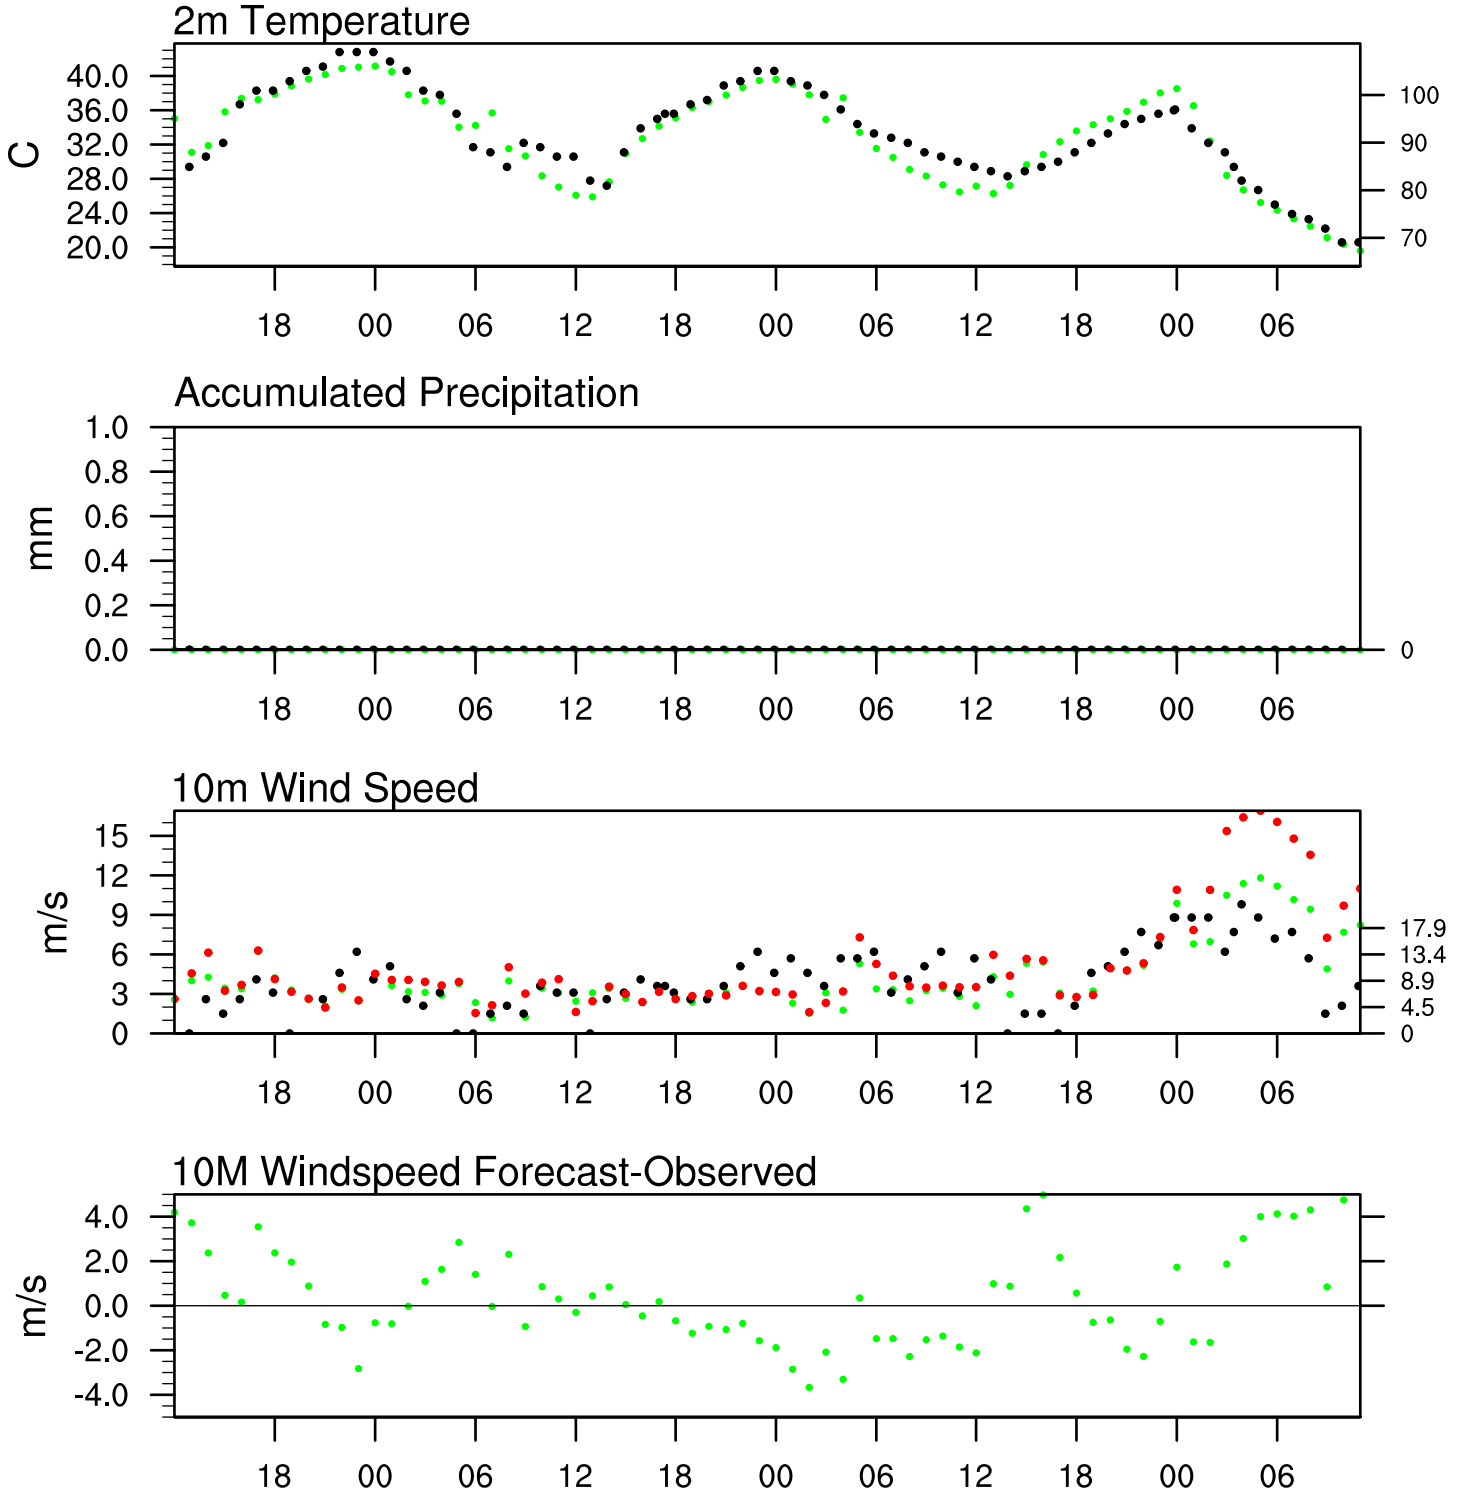 2m Temperature
C
40.0
36.0
32.0
28.0
24.0
20.0
100
90
80
70
18 00 06 12 18 00 06 12 18 00 06
Accumulated Precipitation
mm
1.0
0.8
0.6
0.4
0.2
0.0
0
18 00 06 12 18 00 06 12 18 00 06
10m Wind Speed
m/s
15
12
9
6
3
0
17.9
13.4
8.9
4.5
0
18 00 06 12 18 00 06 12 18 00 06
10M Windspeed Forecast-Observed
m/s
4.0
2.0
0.0
-2.0
-4.0
18 00 06 12 18 00 06 12 18 00 06